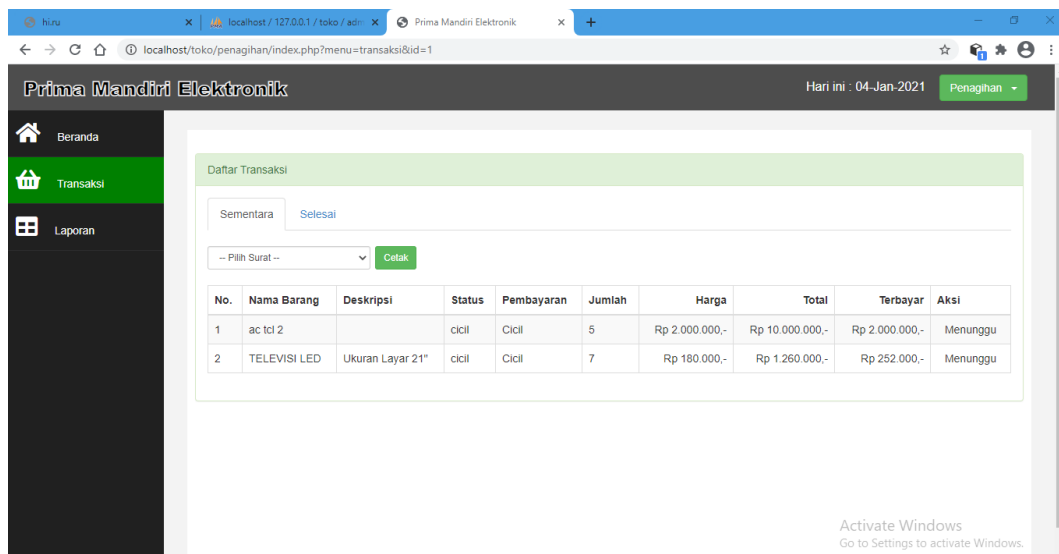 hi.ru
localhost / 127.0.0.1 / toko / adm
Prima Mandiri Elektronik
localhost/toko/penagihan/index.php?menu=transaksi&id=1
Prima Mandiri Elektronik
Hari ini : 04-Jan-2021
Penagihan
Beranda
Transaksi
Laporan
Daftar Transaksi
Sementara Selesai
-- Pilih Surat -- Cetak
No. Nama Barang Deskripsi Status Pembayaran Jumlah Harga Total Terbayar Aksi
1 ac tcl 2 cicil Cicil 5 Rp 2.000.000,- Rp 10.000.000,- Rp 2.000.000,- Menunggu
2 TELEVISI LED Ukuran Layar 21" cicil Cicil 7 Rp 180.000,- Rp 1.260.000,- Rp 252.000,- Menunggu
Activate Windows
Go to Settings to activate Windows.